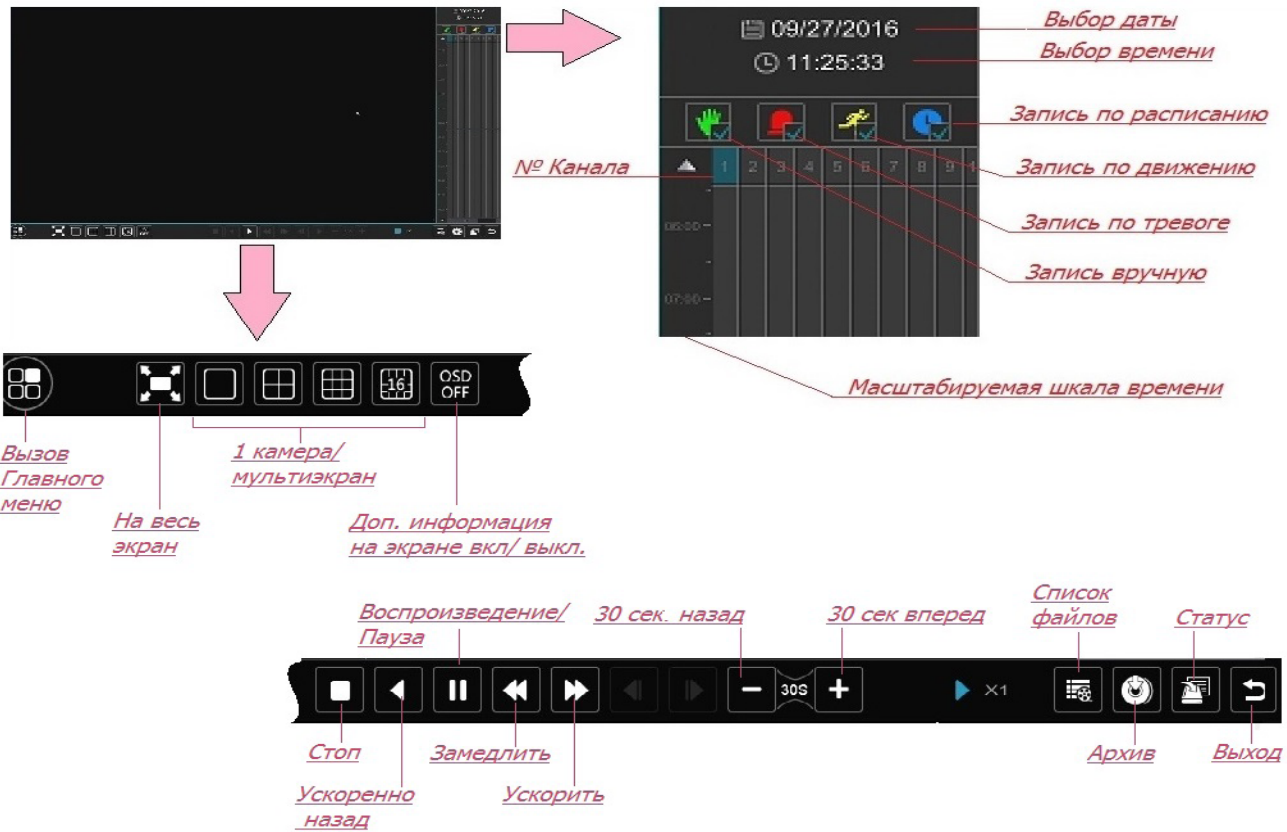 09/27/2016
11:25:33
Выбор даты
Выбор времени
Запись по расписанию
№ Канала
1 2 3 4 5 6 7 8 9
Запись по движению
06:00
Запись по тревоге
Запись вручную
07:00
Масштабируемая шкала времени
16
OSD
OFF
Вызов
Главного
меню
1 камера/
мультиэкран
На весь
экран
Доп. информация
на экране вкл/ выкл.
Воспроизведение/
Пауза
30 сек. назад
30 сек вперед
Список
файлов
Статус
30S
X1
Стоп
Замедлить
Архив
Выход
Ускоренно
назад
Ускорить